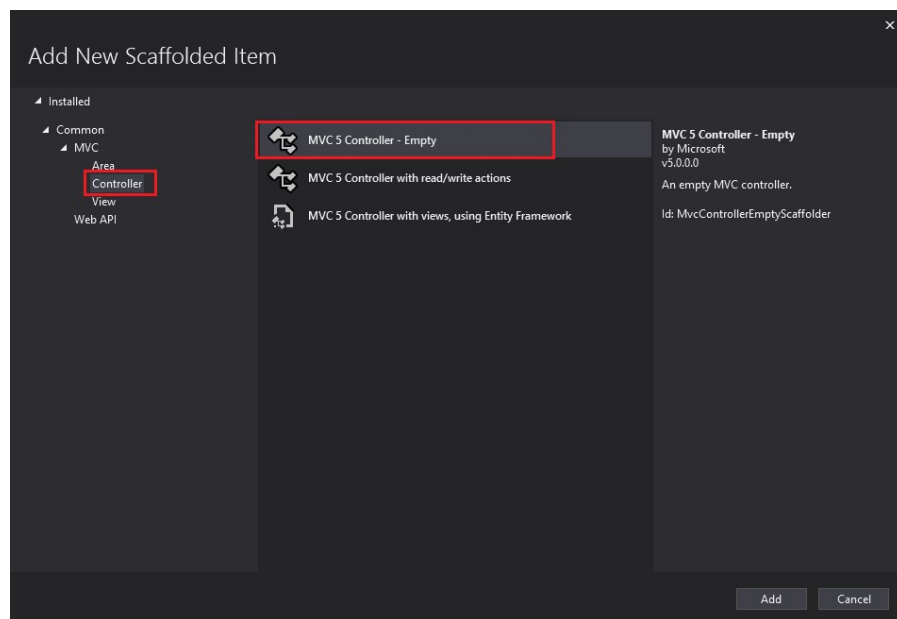 ×
Add New Scaffolded Item
Installed
Common
MVC
Area
Controller
View
Web API
MVC 5 Controller - Empty
MVC 5 Controller with read/write actions
MVC 5 Controller with views, using Entity Framework
MVC 5 Controller - Empty
by Microsoft
v5.0.0.0
An empty MVC controller.
Id: MvcControllerEmptyScaffolder
Add
Cancel